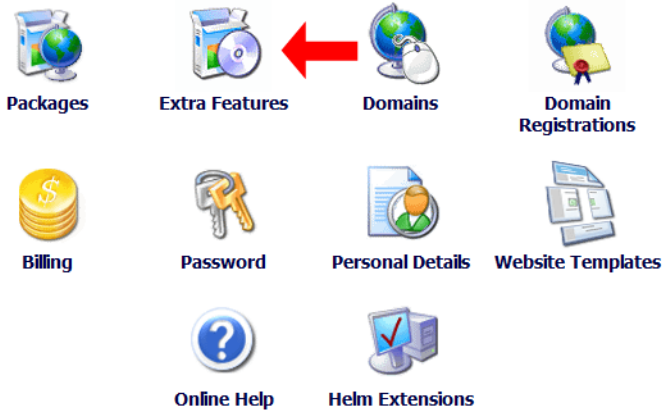 Packages
Extra Features
Domains
Domain
Registrations
$
Billing
Password
Personal Details
Website Templates
?
Online Help
Helm Extensions